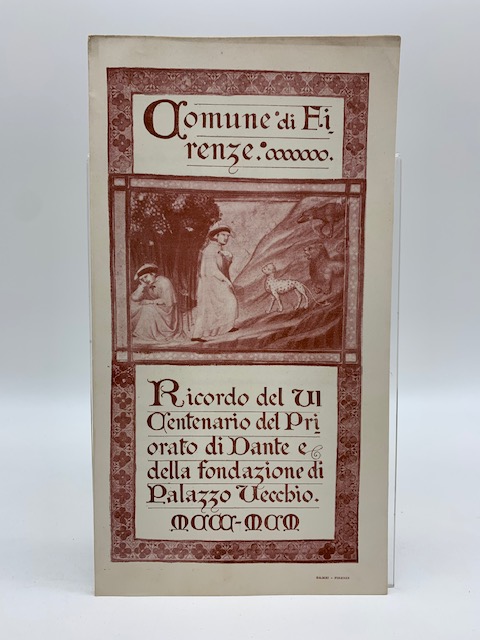 Comune di Fi
renze.
Ricordo del VI
Centenario del Pri
orato di Dante e
della fondazione di
Palazzo Vecchio.
MCCC-MCM